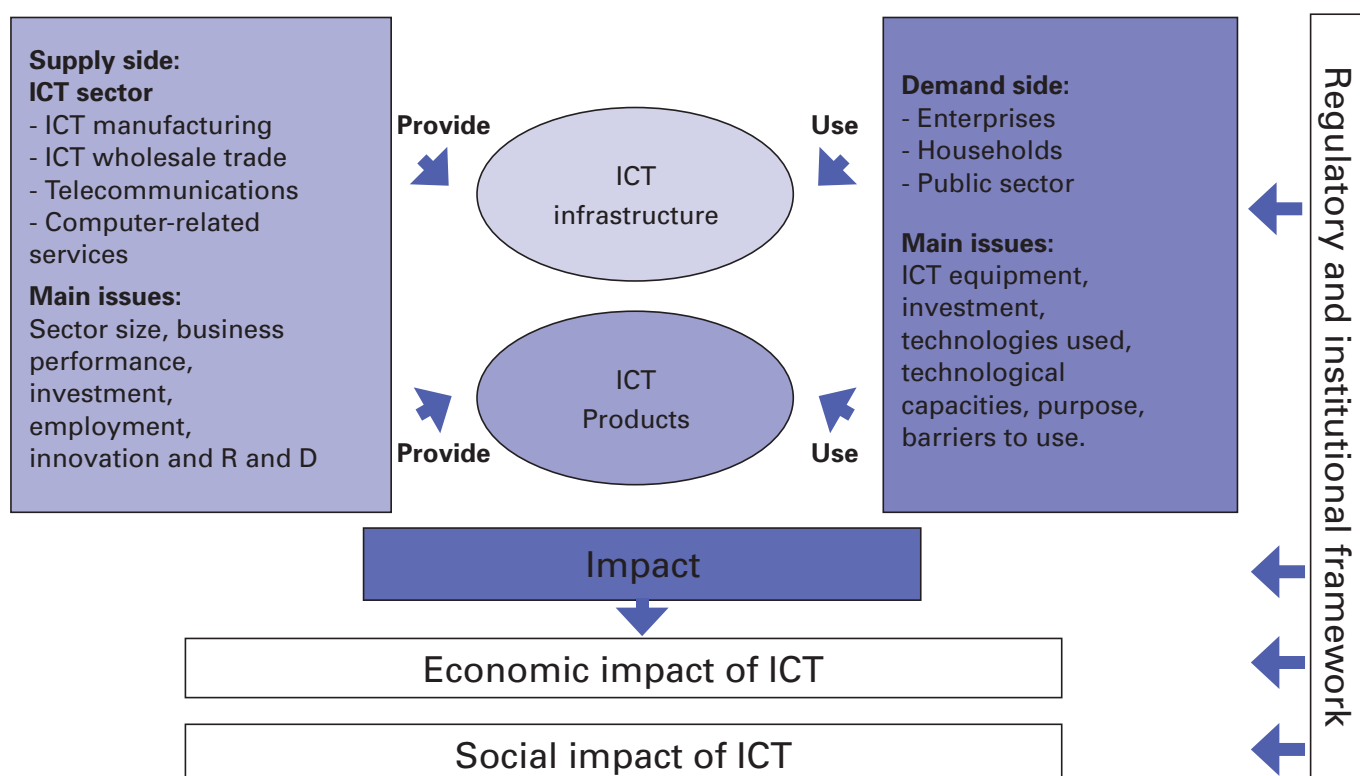 Supply side:
ICT sector
- ICT manufacturing
- ICT wholesale trade
- Telecommunications
- Computer-related
services
Main issues:
Sector size, business
performance,
investment,
employment,
innovation and R and D
Provide
ICT
infrastructure
Use
Provide
ICT
Products
Use
Demand side:
- Enterprises
- Households
- Public sector
Main issues:
ICT equipment,
investment,
technologies used,
technological
capacities, purpose,
barriers to use.
Regulatory and institutional framework
Impact
Economic impact of ICT
Social impact of ICT